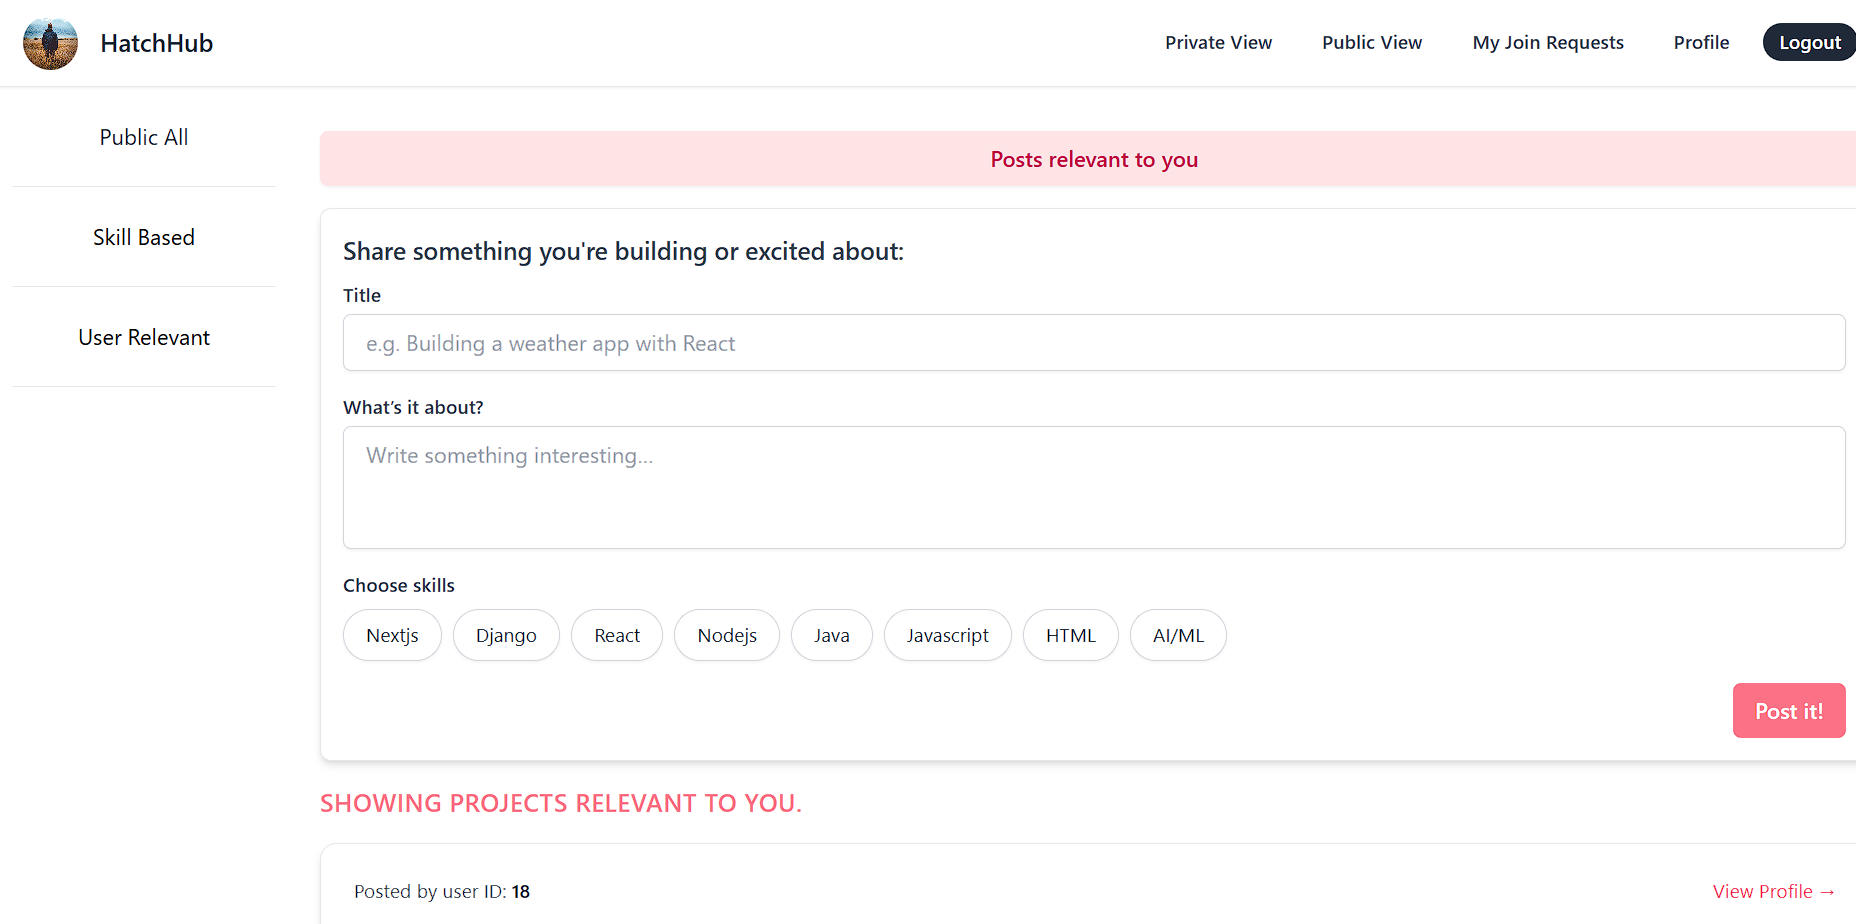 HatchHub
Private View
Public View
My Join Requests
Profile
Logout
Public All
Skill Based
User Relevant
Posts relevant to you
Share something you're building or excited about:
Title
e.g. Building a weather app with React
What’s it about?
Write something interesting...
Choose skills
Nextjs
Django
React
Nodejs
Java
Javascript
HTML
AI/ML
Post it!
SHOWING PROJECTS RELEVANT TO YOU.
Posted by user ID: 18
View Profile →